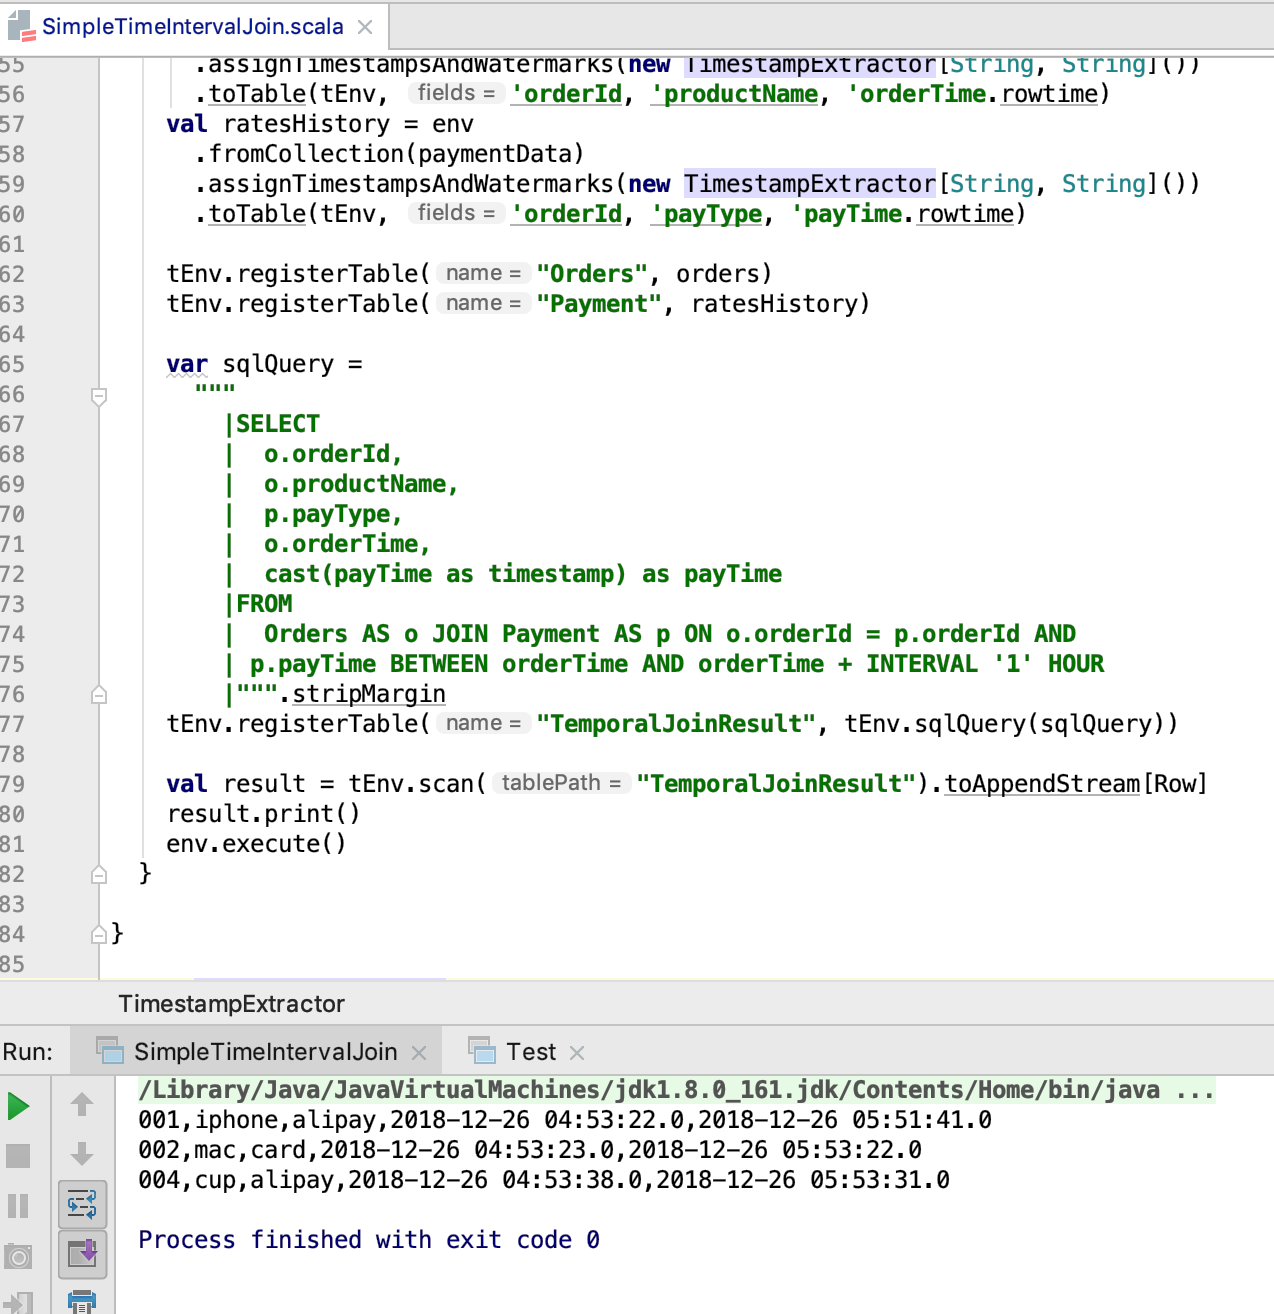 SimpleTimeIntervalJoin.scala
55 .assignTimestampsAndWatermarks(new TimestampExtractor[String, String]())
56 .toTable(tEnv, fields = 'orderId, 'productName, 'orderTime.rowtime)
57 val ratesHistory = env
58 .fromCollection(paymentData)
59 .assignTimestampsAndWatermarks(new TimestampExtractor[String, String]())
60 .toTable(tEnv, fields = 'orderId, 'payType, 'payTime.rowtime)
61
62 tEnv.registerTable( name = "Orders", orders)
63 tEnv.registerTable( name = "Payment", ratesHistory)
64
65 var sqlQuery =
66 """
67 |SELECT
68 | o.orderId,
69 | o.productName,
70 | p.payType,
71 | o.orderTime,
72 | cast(payTime as timestamp) as payTime
73 |FROM
74 | Orders AS o JOIN Payment AS p ON o.orderId = p.orderId AND
75 | p.payTime BETWEEN orderTime AND orderTime + INTERVAL '1' HOUR
76 |""".stripMargin
77 tEnv.registerTable( name = "TemporalJoinResult", tEnv.sqlQuery(sqlQuery))
78
79 val result = tEnv.scan( tablePath = "TemporalJoinResult").toAppendStream[Row]
80 result.print()
81 env.execute()
82 }
83
84 }
85
TimestampExtractor
Run: SimpleTimeIntervalJoin Test
/Library/Java/JavaVirtualMachines/jdk1.8.0_161.jdk/Contents/Home/bin/java ...
001,iphone,alipay,2018-12-26 04:53:22.0,2018-12-26 05:51:41.0
002,mac,card,2018-12-26 04:53:23.0,2018-12-26 05:53:22.0
004,cup,alipay,2018-12-26 04:53:38.0,2018-12-26 05:53:31.0
Process finished with exit code 0